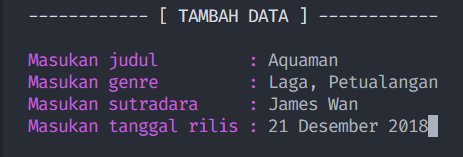 ------------ [ TAMBAH DATA ] ------------
Masukan judul : Aquaman
Masukan genre : Laga, Petualangan
Masukan sutradara : James Wan
Masukan tanggal rilis : 21 Desember 2018